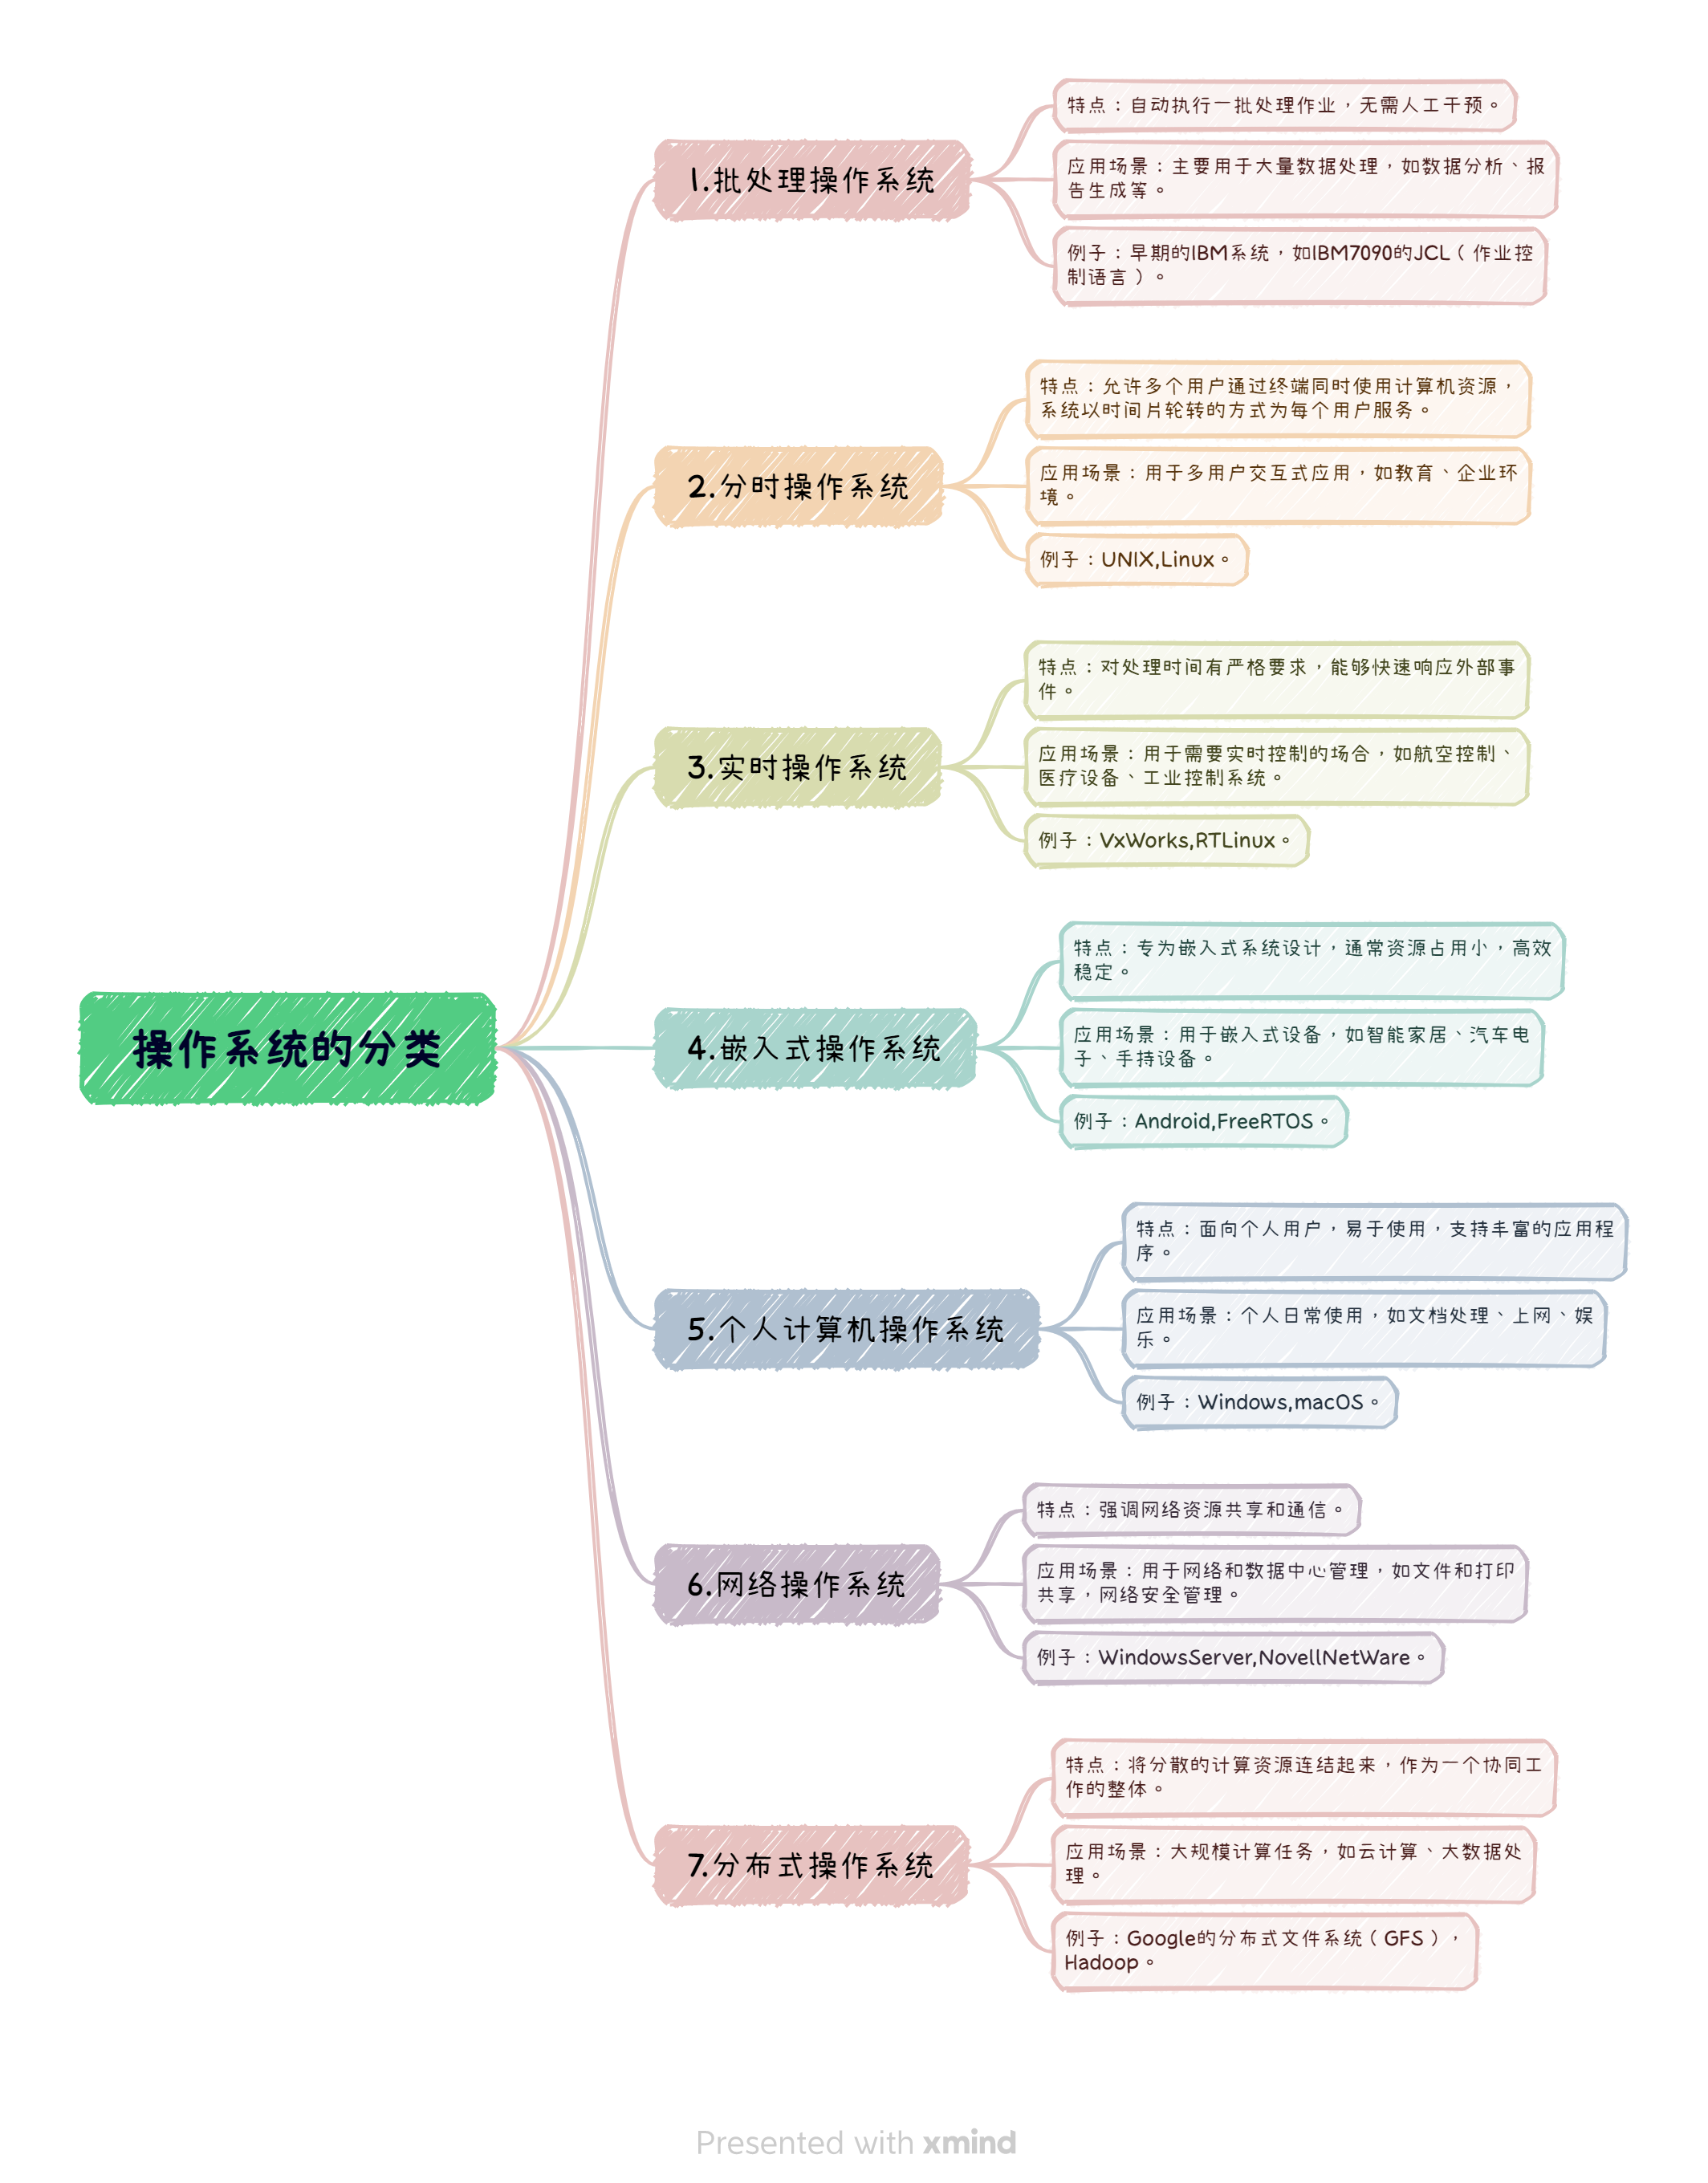 操作系统的分类
1.批处理操作系统
特点：自动执行一批处理作业，无需人工干预。
应用场景：主要用于大量数据处理，如数据分析、报
告生成等。
例子：早期的IBM系统，如IBM7090的JCL（作业控
制语言）。
2.分时操作系统
特点：允许多个用户通过终端同时使用计算机资源，
系统以时间片轮转的方式为每个用户服务。
应用场景：用于多用户交互式应用，如教育、企业环
境。
例子：UNIX,Linux。
3.实时操作系统
特点：对处理时间有严格要求，能够快速响应外部事
件。
应用场景：用于需要实时控制的场合，如航空控制、
医疗设备、工业控制系统。
例子：VxWorks,RTLinux。
4.嵌入式操作系统
特点：专为嵌入式系统设计，通常资源占用小，高效
稳定。
应用场景：用于嵌入式设备，如智能家居、汽车电
子、手持设备。
例子：Android,FreeRTOS。
5.个人计算机操作系统
特点：面向个人用户，易于使用，支持丰富的应用程
序。
应用场景：个人日常使用，如文档处理、上网、娱
乐。
例子：Windows,macOS。
6.网络操作系统
特点：强调网络资源共享和通信。
应用场景：用于网络和数据中心管理，如文件和打印
共享，网络安全管理。
例子：WindowsServer,NovellNetWare。
7.分布式操作系统
特点：将分散的计算资源连结起来，作为一个协同工
作的整体。
应用场景：大规模计算任务，如云计算、大数据处
理。
例子：Google的分布式文件系统（GFS），
Hadoop。
Presented with xmind